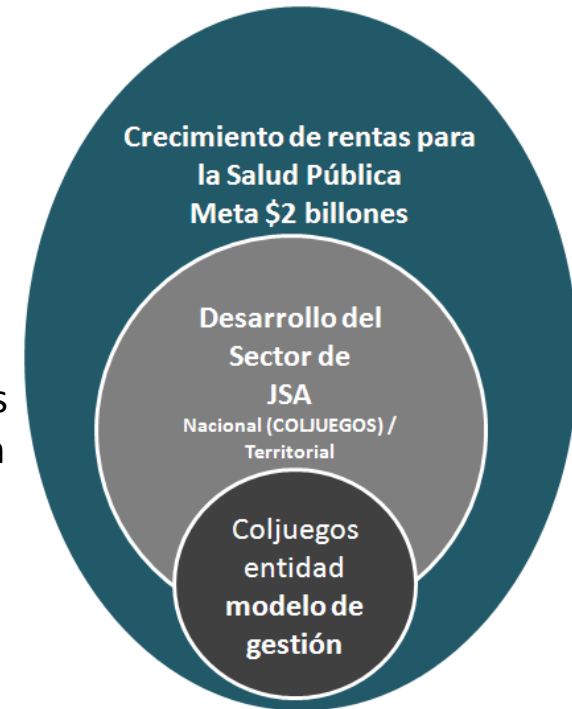 Crecimiento de rentas para
la Salud Pública
Meta $2 billones
Desarrollo del
Sector de
JSA
Nacional (COLJUEGOS) /
Territorial
Coljuegos
entidad
modelo de
gestión